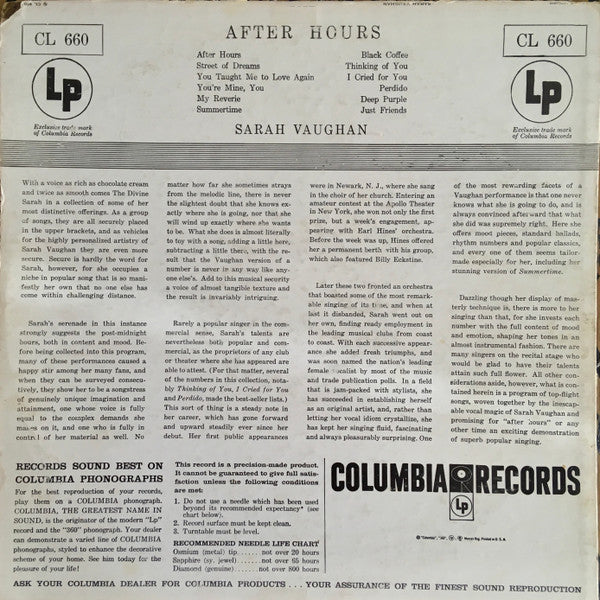 AFTER HOURS
CL 660
CL 660
Lp
Lp
Exclusive trade mark
of Columbia Records
Exclusive trade mark
of Columbia Records
After Hours
Street of Dreams
You Taught Me to Love Again
You're Mine, You
My Reverie
Summertime
Black Coffee
Thinking of You
I Cried for You
Perdido
Deep Purple
Just Friends
SARAH VAUGHAN
With a voice as rich as chocolate cream
and twice as smooth comes The Divine
Sarah in a collection of some of her
most distinctive offerings. As a group
of songs, they are all securely placed
in the upper brackets, and as vehicles
for the highly personalized artistry of
Sarah Vaughan they are even more
secure. Secure is hardly the word for
Sarah, however, for she occupies a
niche in popular song that is so mani-
festly her own that no one else has
come within challenging distance.
Sarah's serenade in this instance
strongly suggests the post-midnight
hours, both in content and mood. Be-
fore being collected into this program,
many of these performances caused a
happy stir among her many fans, and
when they can be surveyed consecu-
tively, they show her to be a songstress
of genuinely unique imagination and
attainment, one whose voice is fully
equal to the complex demands she
makes on it, and one who is fully in
control of her material as well. No
matter how far she sometimes strays
from the melodic line, there is never
the slightest doubt that she knows ex-
actly where she is going, nor that she
will wind up exactly where she wants
to be. What she does is almost literally
to toy with a song, adding a little here,
subtracting a little there, with the re-
sult that the Vaughan version of a
number is never in any way like any-
one else's. Add to this musical security
a voice of almost tangible texture and
the result is invariably intriguing.
Rarely a popular singer in the com-
mercial sense, Sarah's talents are
nevertheless both popular and com-
mercial, as the proprietors of any club
or theater where she has appeared are
able to attest. (For that matter, several
of the numbers in this collection, nota-
bly Thinking of You, I Cried for You
and Perdido, made the best-seller lists.)
This sort of thing is a steady note in
her career, which has gone forward
and upward steadily ever since her
debut. Her first public appearances
were in Newark, N. J., where she sang
in the choir of her church. Entering an
amateur contest at the Apollo Theater
in New York, she won not only the first
prize, but a week's engagement, ap-
pearing with Earl Hines' orchestra.
Before the week was up, Hines offered
her a permanent berth with his group,
which also featured Billy Eckstine.
Later these two fronted an orchestra
that boasted some of the most remark-
able singing of its time, and when at
last it disbanded, Sarah went out on
her own, finding ready employment in
the leading musical clubs from coast
to coast. With each successive appear-
ance she added fresh triumphs, and
was soon named the nation's leading
female vocalist by most of the music
and trade publication polls. In a field
that is jam-packed with stylists, she
has succeeded in establishing herself
as an original artist, and, rather than
letting her vocal idiom crystallise, she
has kept her singing fluid, fascinating
and always pleasurably surprising. One
of the most rewarding facets of a
Vaughan performance is that one never
knows what she is going to do, and is
always convinced afterward that what
she did was supremely right. Here she
offers mood pieces, standard ballads,
rhythm numbers and popular classics,
and every one of them seems tailor-
made especially for her, including her
stunning version of Summertime.
Dazzling though her display of mas-
terly technique is, there is more to her
singing than that, for she invests each
number with the full content of mood
and emotion, shaping her tones in an
almost instrumental fashion. There are
many singers on the recital stage who
would be glad to have their talents
attain such full flower. All other con-
siderations aside, however, what is con-
tained herein is a program of top-flight
songs, woven together by the inescap-
able vocal magic of Sarah Vaughan and
promising for "after hours" or any
other time an exciting demonstration
of superb popular singing.
RECORDS SOUND BEST ON
COLUMBIA PHONOGRAPHS
For the best reproduction of your records,
play them on a COLUMBIA phonograph.
COLUMBIA, THE GREATEST NAME IN
SOUND, is the originator of the modern "Lp"
record and the "360" phonograph. Your dealer
can demonstrate a varied line of COLUMBIA
phonographs, styled to enhance the decorative
scheme of your home. See him today for the
pleasure of your life!
This record is a precision-made product.
It cannot be guaranteed to give full satis-
faction unless the following conditions
are met:
1. Do not use a needle which has been used
beyond its recommended expectancy* (see
chart below).
2. Record surface must be kept clean.
3. Turntable must be level.
RECOMMENDED NEEDLE LIFE CHART
Osmium (metal) tip ...... not over 20 hours
Sapphire (sy. jewel) ...... not over 65 hours
Diamond (genuine) ...... not over 800 hours
COLUMBIA RECORDS
Lp
® "Columbia", "360", Marcas Reg. Printed in U. S. A.
ASK YOUR COLUMBIA DEALER FOR COLUMBIA PRODUCTS . . . YOUR ASSURANCE OF THE FINEST SOUND REPRODUCTION